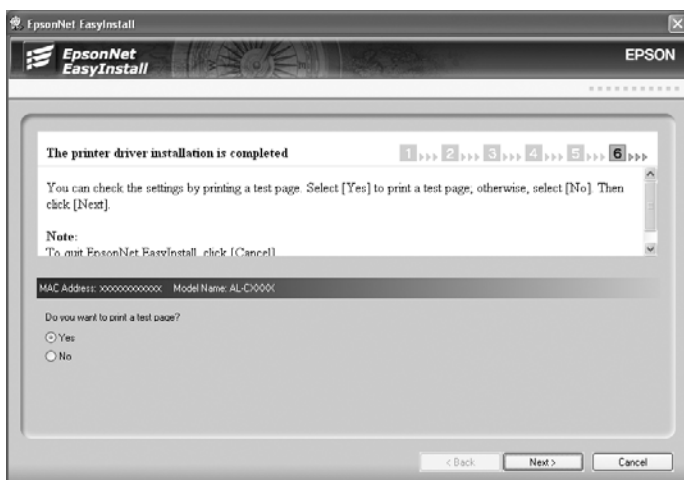 EpsonNet EasyInstall
EpsonNet
EasyInstall
EPSON
The printer driver installation is completed
1 2 3 4 5 6
You can check the settings by printing a test page. Select [Yes] to print a test page; otherwise, select [No]. Then
click [Next].
Note:
To quit EpsonNet EasyInstall, click [Cancel]
MAC Address: xxxxxxxxxxxx Model Name: AL-CXXXX
Do you want to print a test page?
Yes
No
< Back Next > Cancel